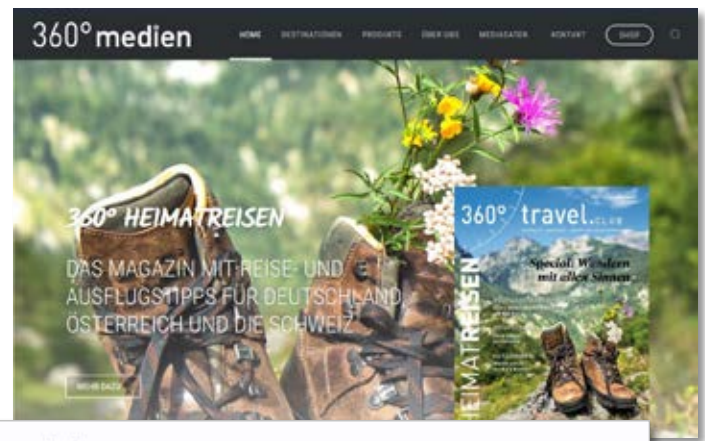 360° medien
HOME DESTINATIONEN PRODUKTE ÜBER UNS MEDIADATEN KONTAKT SHOP
360° HEIMATREISEN
DAS MAGAZIN MIT REISE- UND
AUSFLUGSTIPPS FÜR DEUTSCHLAND,
ÖSTERREICH UND DIE SCHWEIZ
MEHR DAZU
360° travel.CLUB
HEIMATREISEN
Special: Wandern
mit allen Sinnen